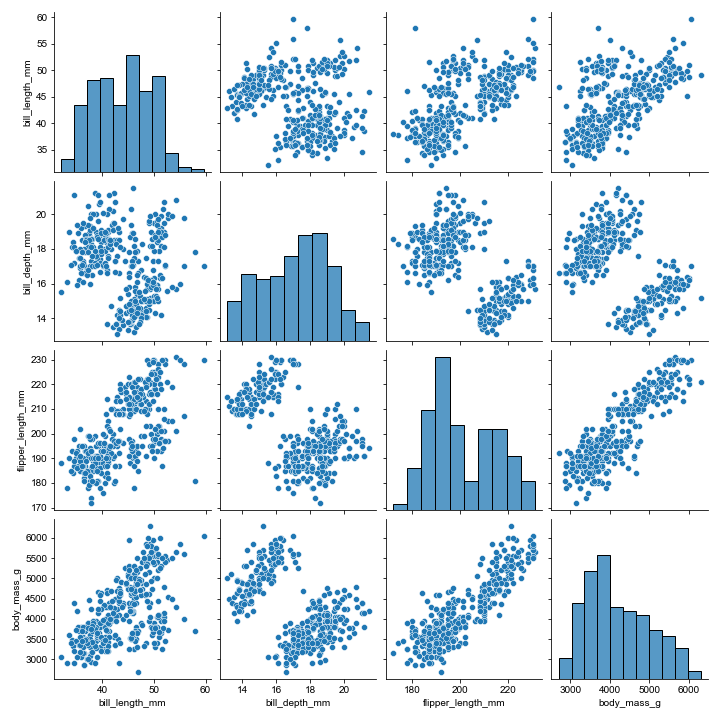 60
55
50
45
40
35
bill_length_mm
20
18
16
14
bill_depth_mm
230
220
210
200
190
180
170
flipper_length_mm
6000
5500
5000
4500
4000
3500
3000
body_mass_g
40 50 60
bill_length_mm
14 16 18 20
bill_depth_mm
180 200 220
flipper_length_mm
3000 4000 5000 6000
body_mass_g